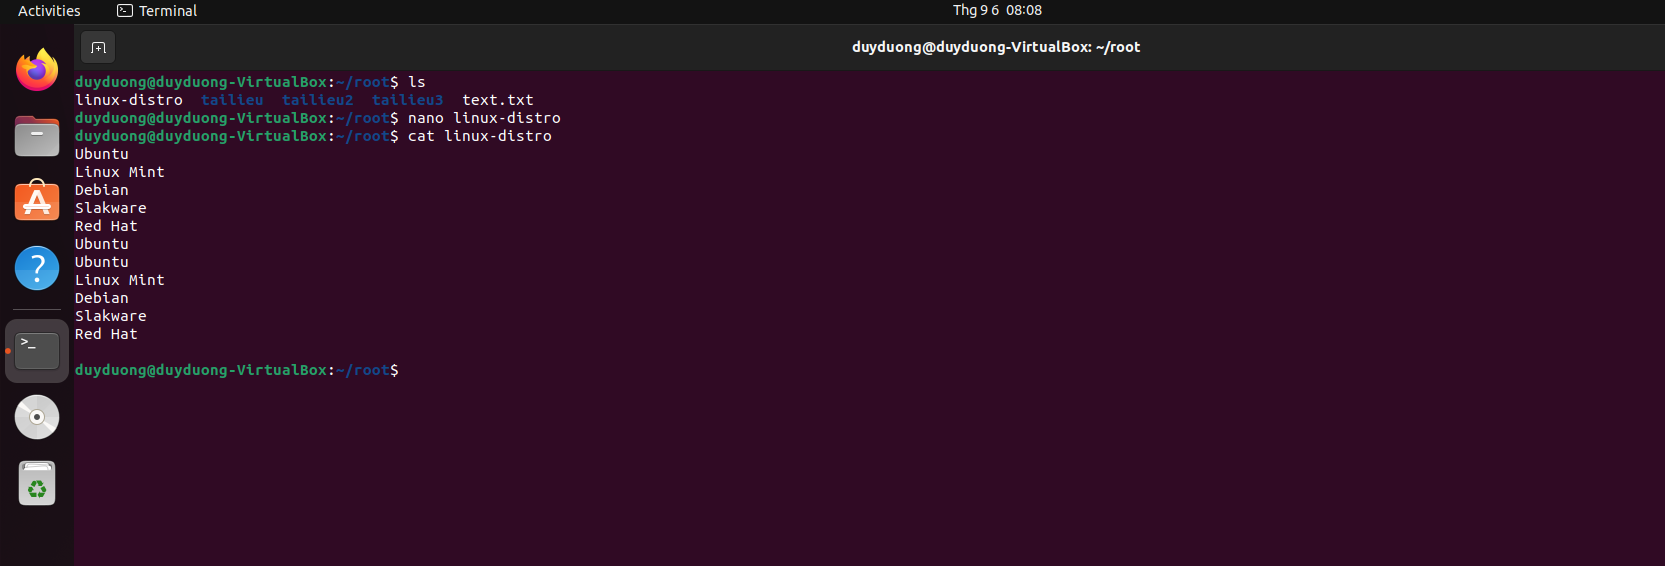 Activities
Terminal
Thg 9 6 08:08
duyduong@duyduong-VirtualBox: ~/root
duyduong@duyduong-VirtualBox:~/root$ ls
linux-distro tailieu tailieu2 tailieu3 text.txt
duyduong@duyduong-VirtualBox:~/root$ nano linux-distro
duyduong@duyduong-VirtualBox:~/root$ cat linux-distro
Ubuntu
Linux Mint
Debian
Slakware
Red Hat
Ubuntu
Ubuntu
Linux Mint
Debian
Slakware
Red Hat
duyduong@duyduong-VirtualBox:~/root$